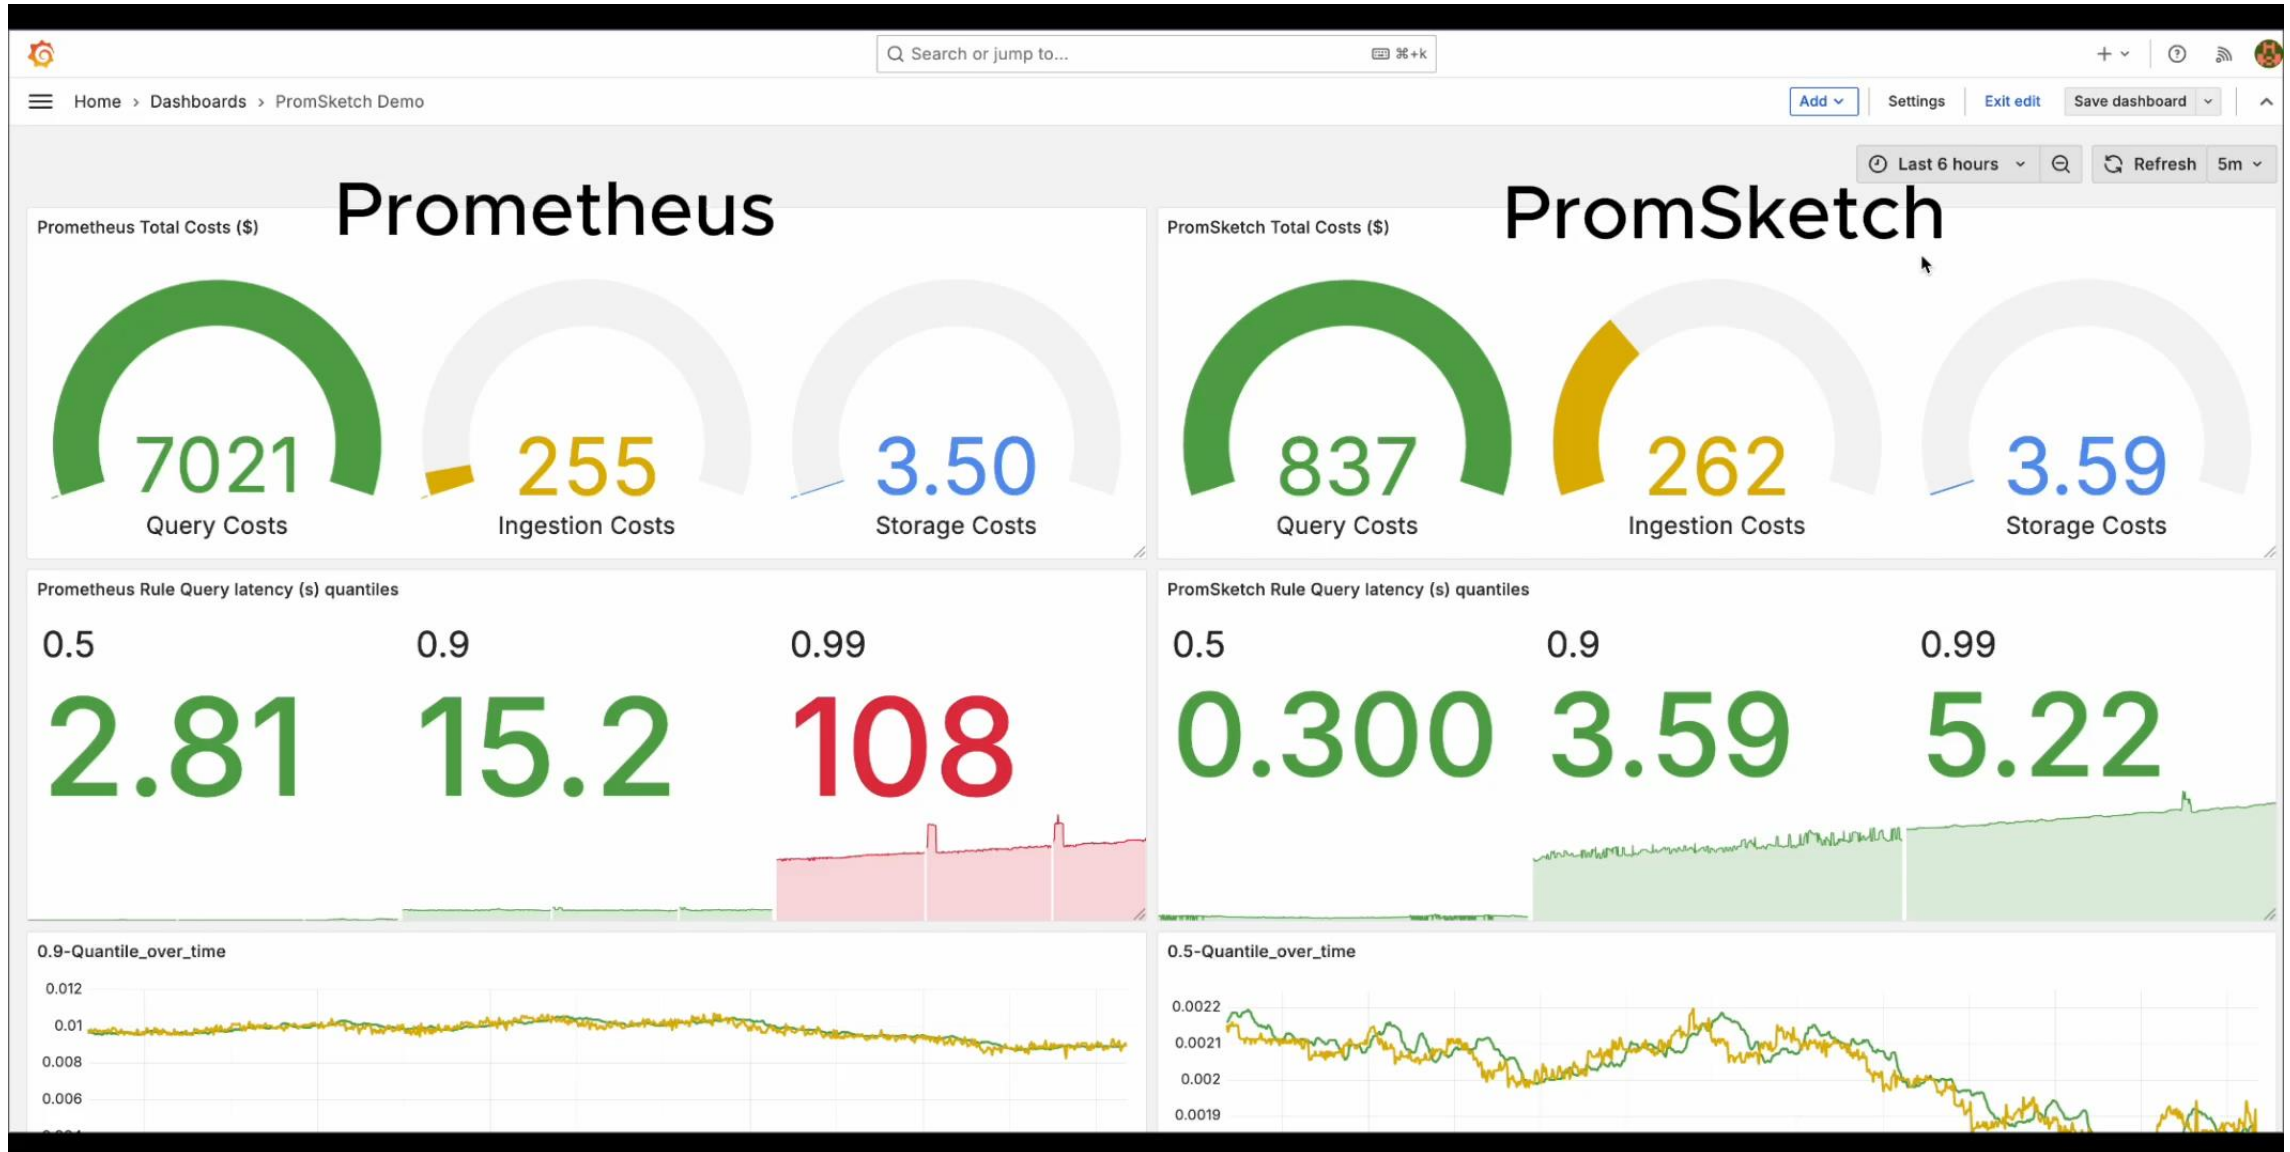 Search or jump to...
⌘+k
Home › Dashboards › PromSketch Demo
Add
Settings
Exit edit
Save dashboard
Last 6 hours
Refresh
5m
Prometheus
PromSketch
Prometheus Total Costs ($)
7021
255
3.50
Query Costs
Ingestion Costs
Storage Costs
PromSketch Total Costs ($)
837
262
3.59
Query Costs
Ingestion Costs
Storage Costs
Prometheus Rule Query latency (s) quantiles
0.5
0.9
0.99
2.81
15.2
108
PromSketch Rule Query latency (s) quantiles
0.5
0.9
0.99
0.300
3.59
5.22
0.9-Quantile_over_time
0.012
0.01
0.008
0.006
0.5-Quantile_over_time
0.0022
0.0021
0.002
0.0019